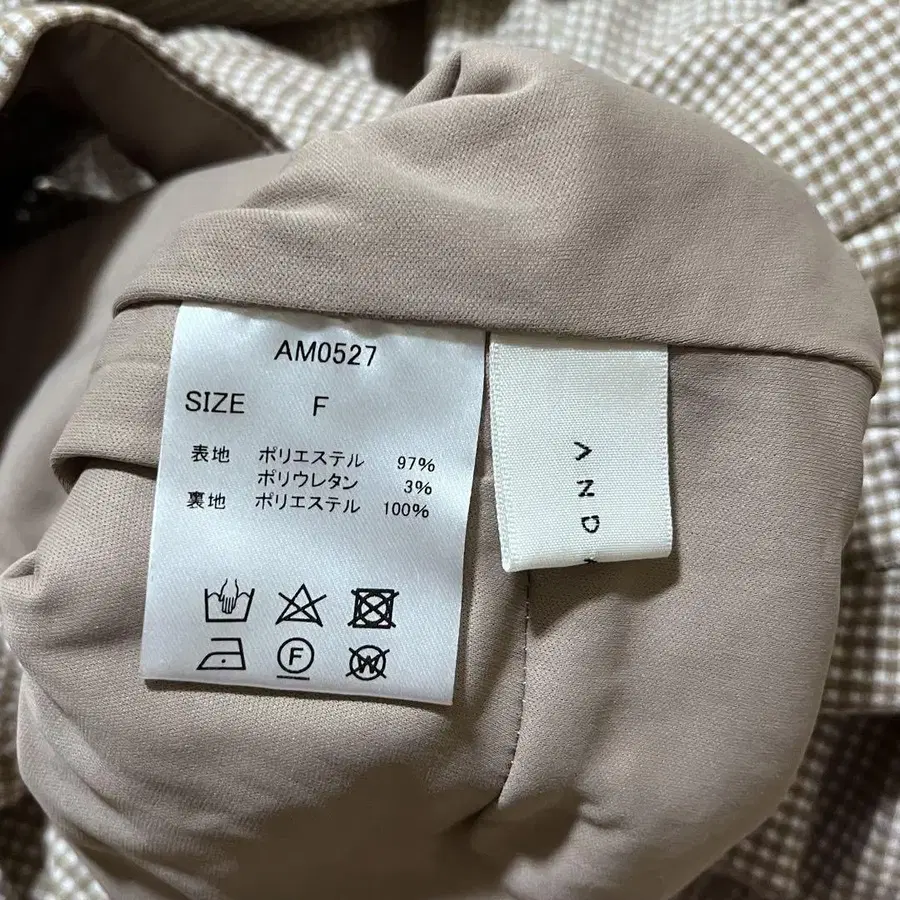 AM0527
SIZE F
表地 ポリエステル 97%
ポリウレタン 3%
裏地 ポリエステル 100%
F
W
AND